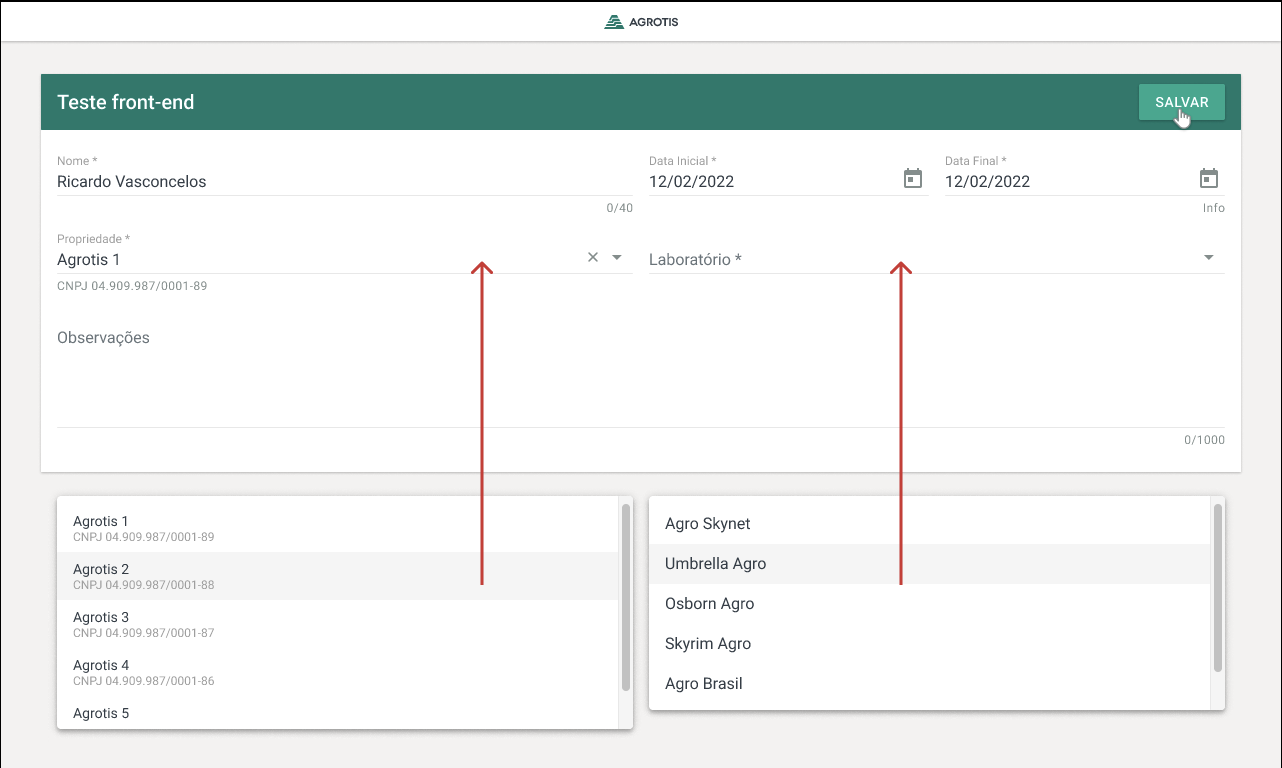 AGROTIS
Teste front-end
SALVAR
Nome *
Ricardo Vasconcelos
0/40
Data Inicial *
12/02/2022
Data Final *
12/02/2022
Info
Propriedade *
Agrotis 1
CNPJ 04.909.987/0001-89
Laboratório *
Observações
0/1000
Agrotis 1
CNPJ 04.909.987/0001-89
Agrotis 2
CNPJ 04.909.987/0001-88
Agrotis 3
CNPJ 04.909.987/0001-87
Agrotis 4
CNPJ 04.909.987/0001-86
Agrotis 5
Agro Skynet
Umbrella Agro
Osborn Agro
Skyrim Agro
Agro Brasil